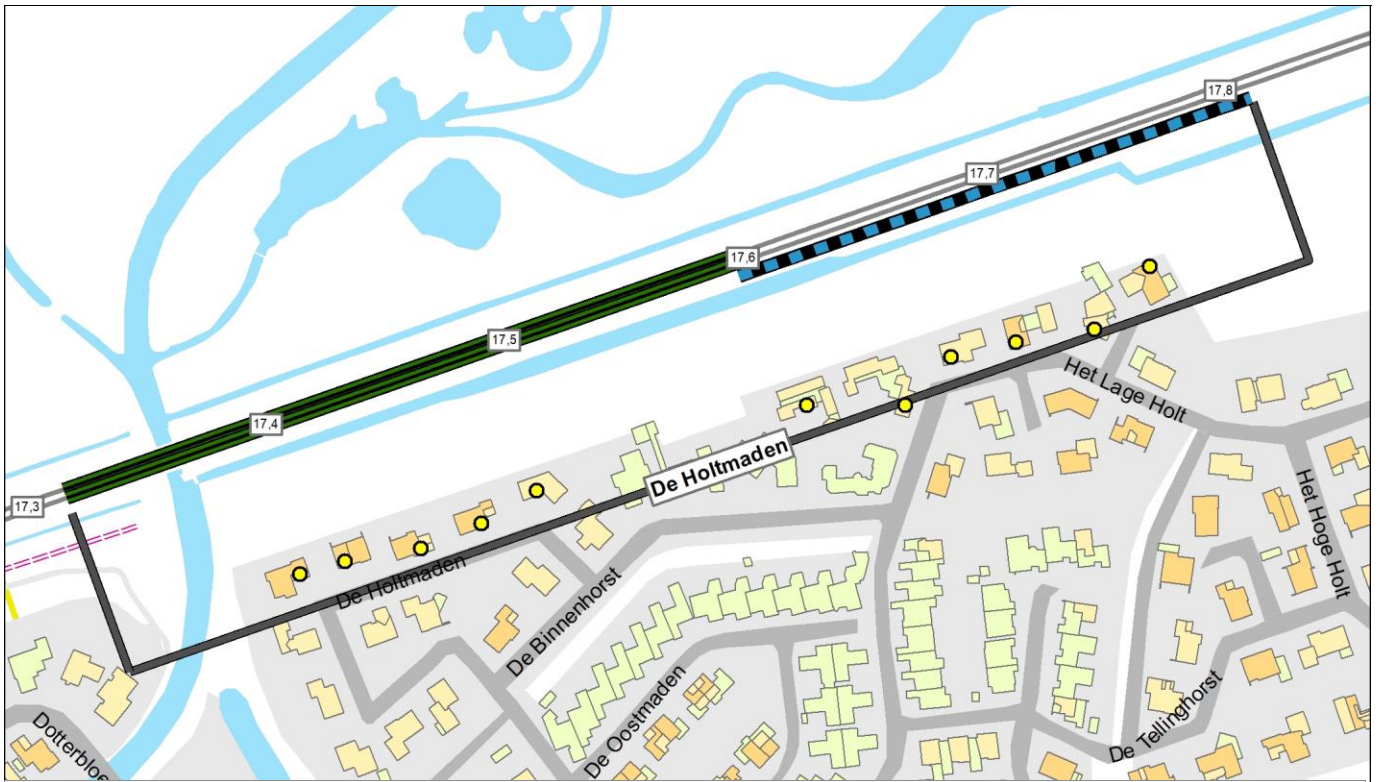 17,8
17,7
17,6
17,5
17,4
17,3
De Holtmaden
Het Lage Holt
Het Hoge Holt
De Holtmaden
De Binnenhorst
De Oostmaden
De Tellinghorst
Dotterbloe